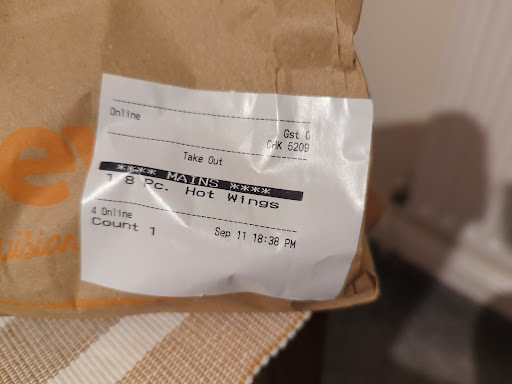 Online
Gst 0
CHK 5209
Take Out
**** MAINS ****
1 8 Pc. Hot Wings
4 Online
Count 1
Sep 11 18:38 PM